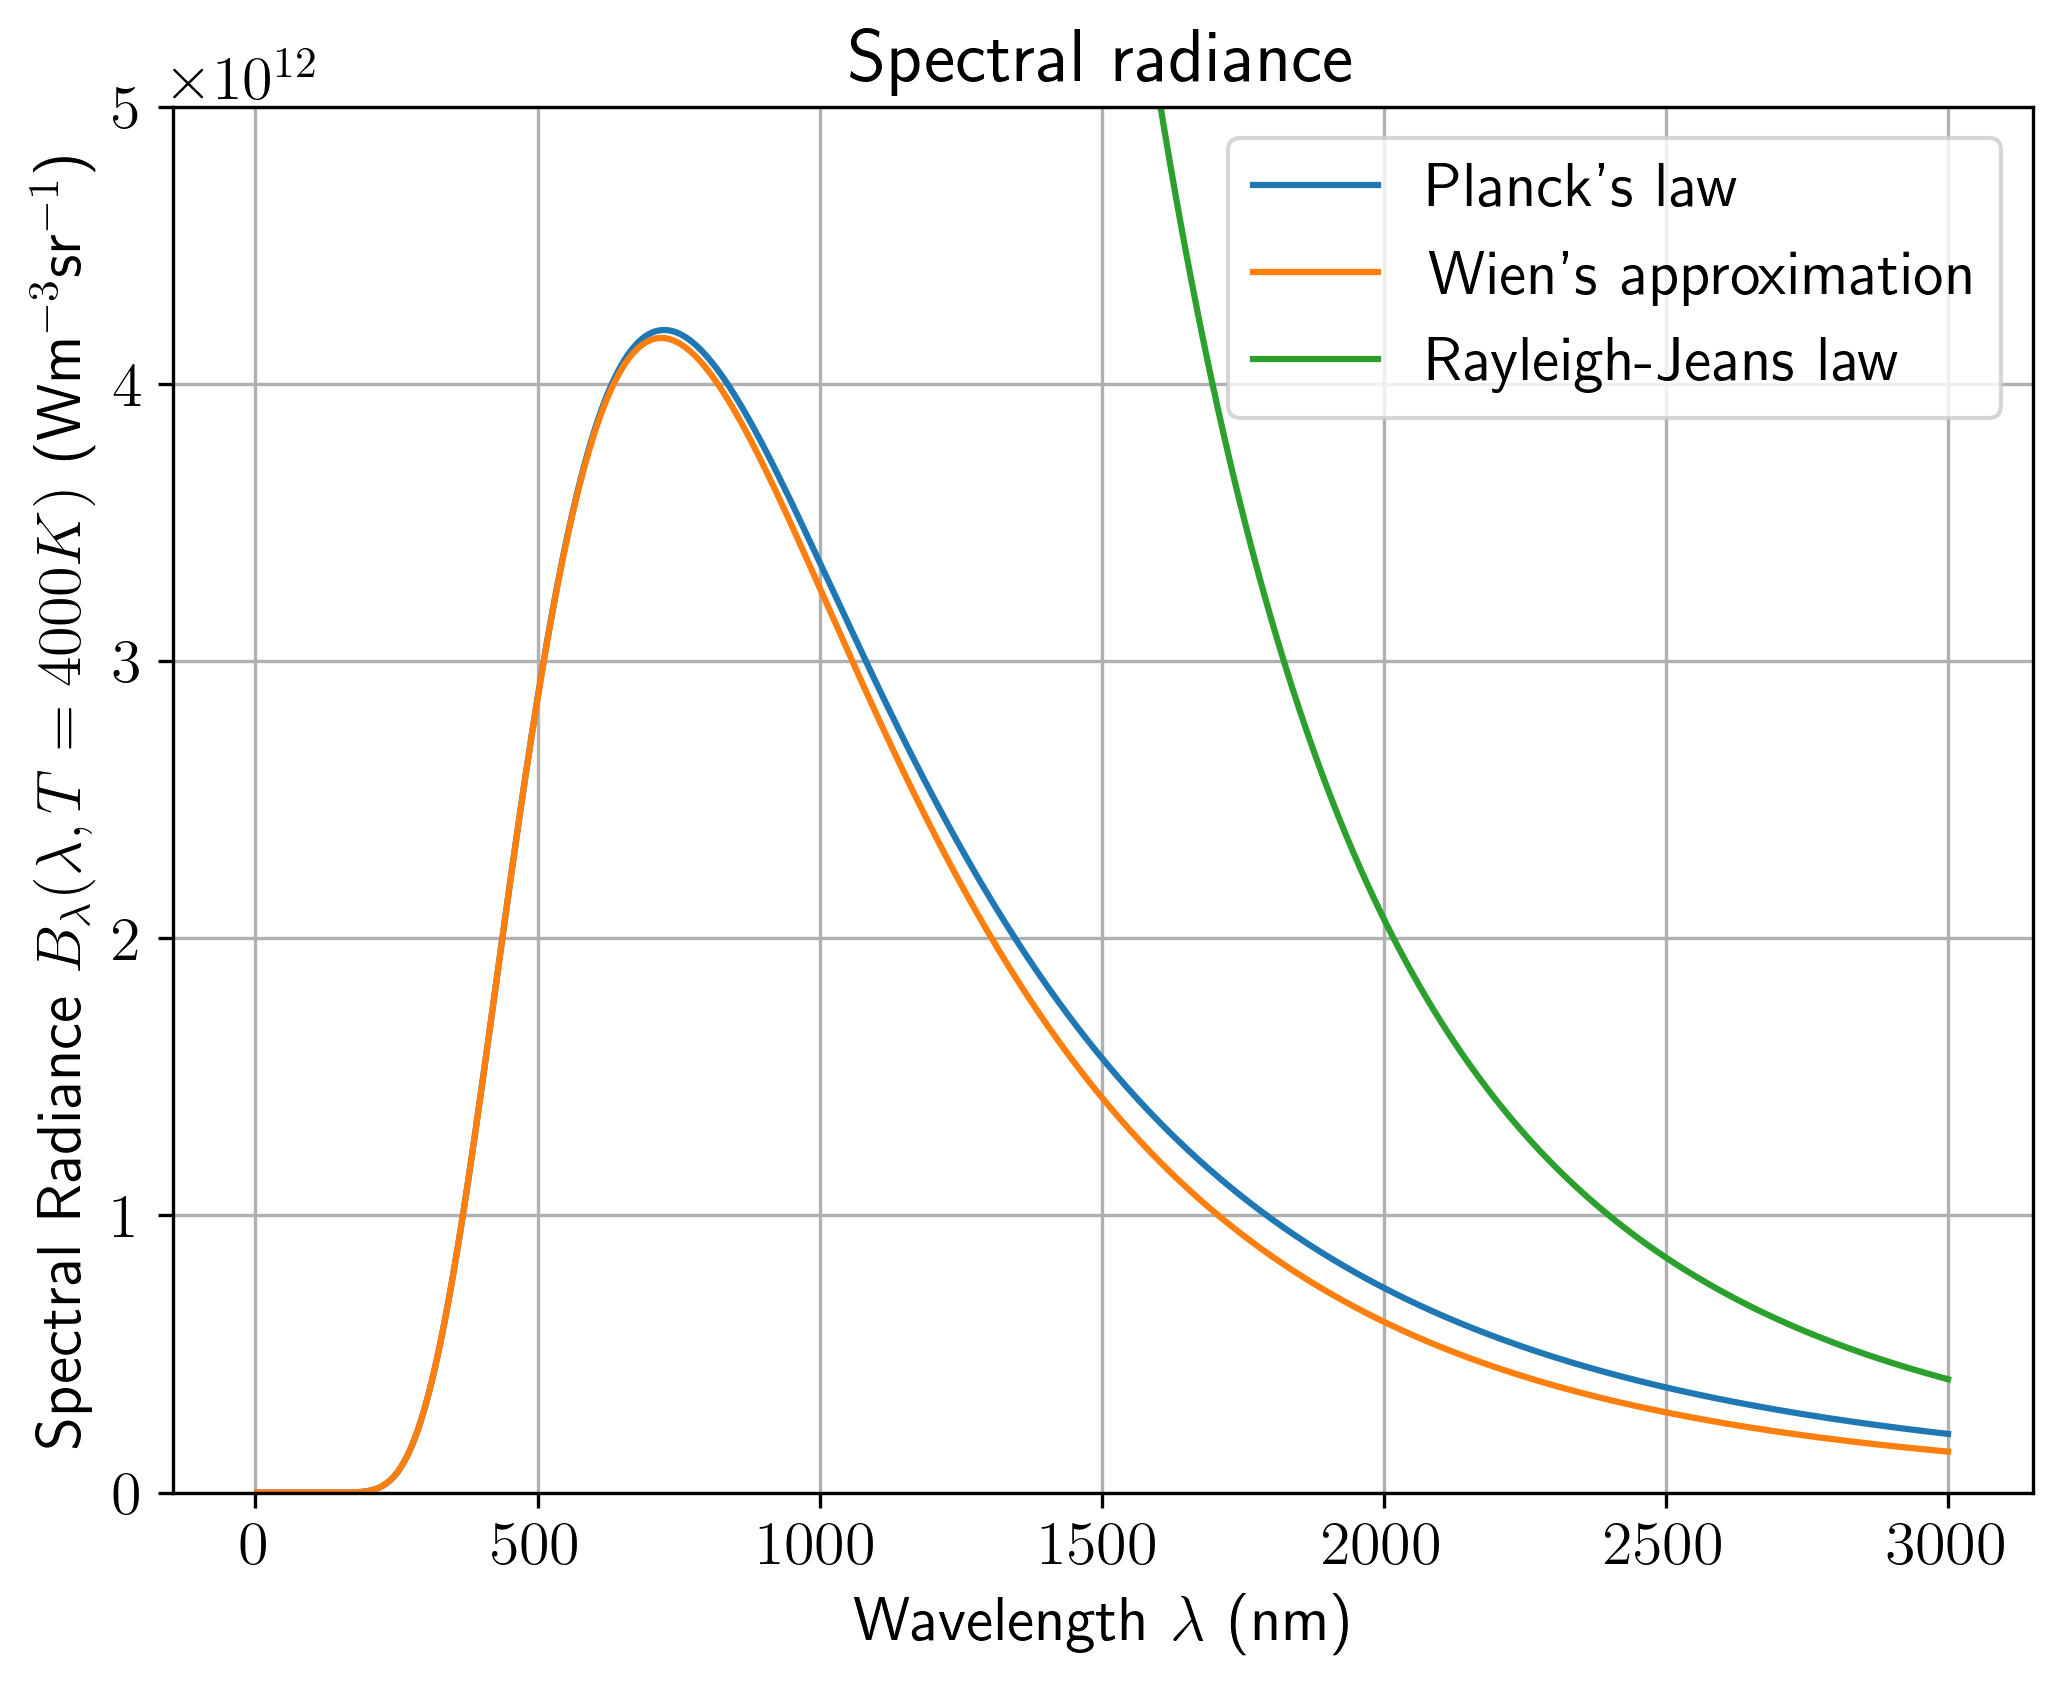 Spectral radiance
×10¹²
5
4
3
2
1
0
Spectral Radiance B_λ(λ, T = 4000K) (Wm⁻³sr⁻¹)
Planck's law
Wien's approximation
Rayleigh-Jeans law
0 500 1000 1500 2000 2500 3000
Wavelength λ (nm)